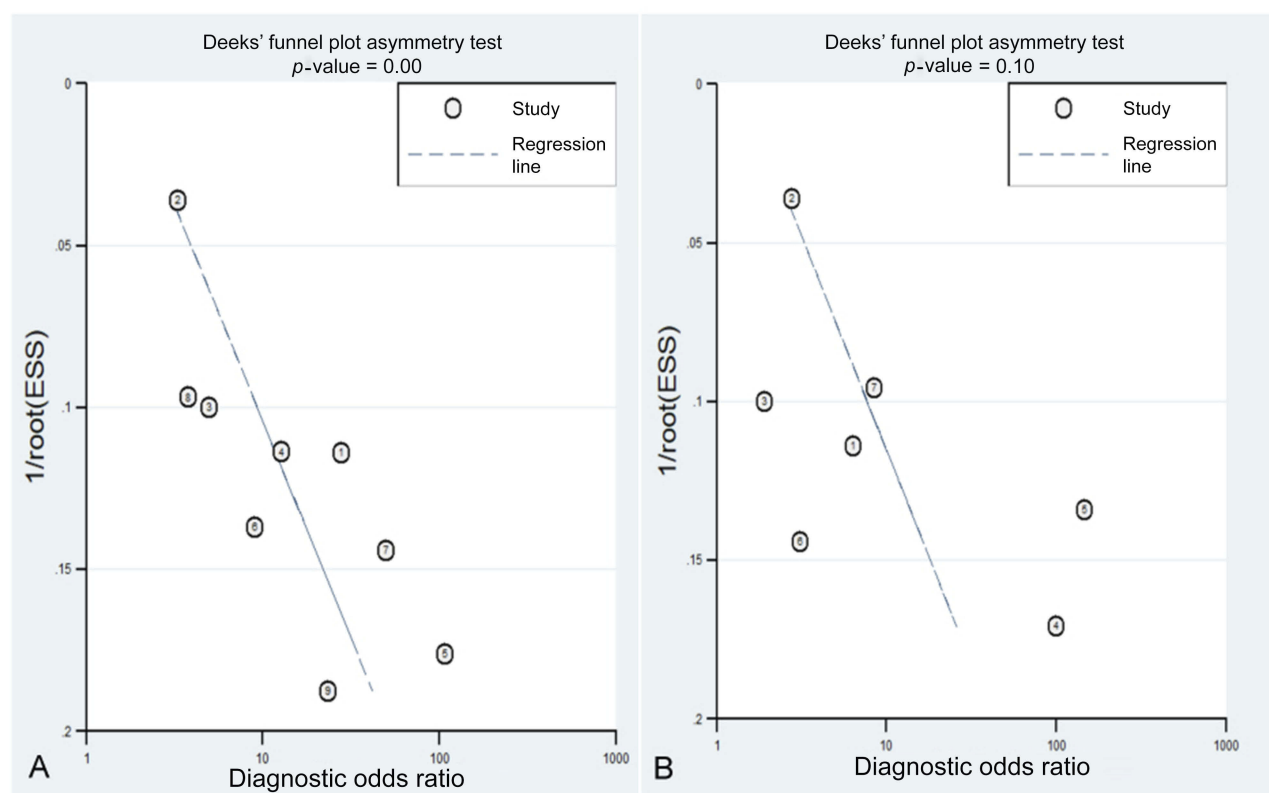 Deeks’ funnel plot asymmetry test
p-value = 0.00
Study
Regression
line
0
.05
.1
.15
.2
1/root(ESS)
2
8
3
4
1
6
7
5
9
1
10
100
1000
Diagnostic odds ratio
A
Deeks’ funnel plot asymmetry test
p-value = 0.10
Study
Regression
line
0
.05
.1
.15
.2
1/root(ESS)
2
7
3
1
5
6
4
1
10
100
1000
Diagnostic odds ratio
B